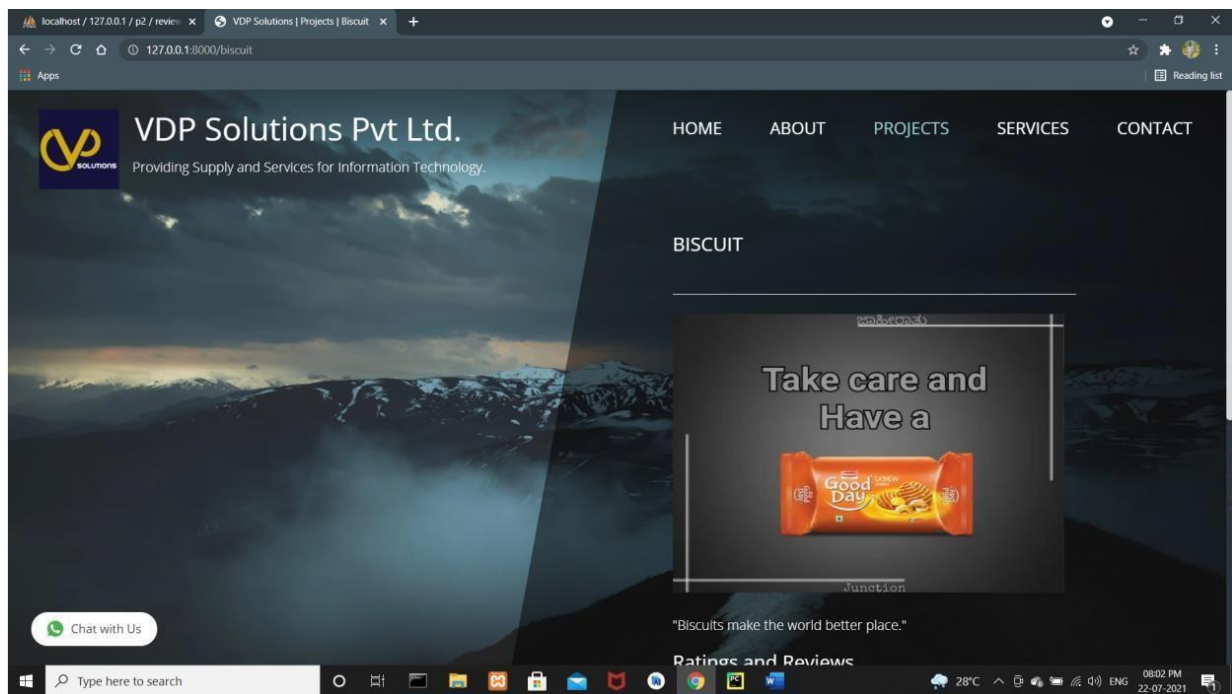 localhost / 127.0.0.1 / p2 / review
VDP Solutions | Projects | Biscuit
127.0.0.1:8000/biscuit
Apps
Reading list
SOLUTIONS
VDP Solutions Pvt Ltd.
Providing Supply and Services for Information Technology.
HOME ABOUT PROJECTS SERVICES CONTACT
BISCUIT
ಜಾಹೀರಾತು
Take care and
Have a
Good
Day
CASHEW
Junction
"Biscuits make the world better place."
Ratings and Reviews
Chat with Us
Type here to search
28°C
ENG
08:02 PM
22-07-2021